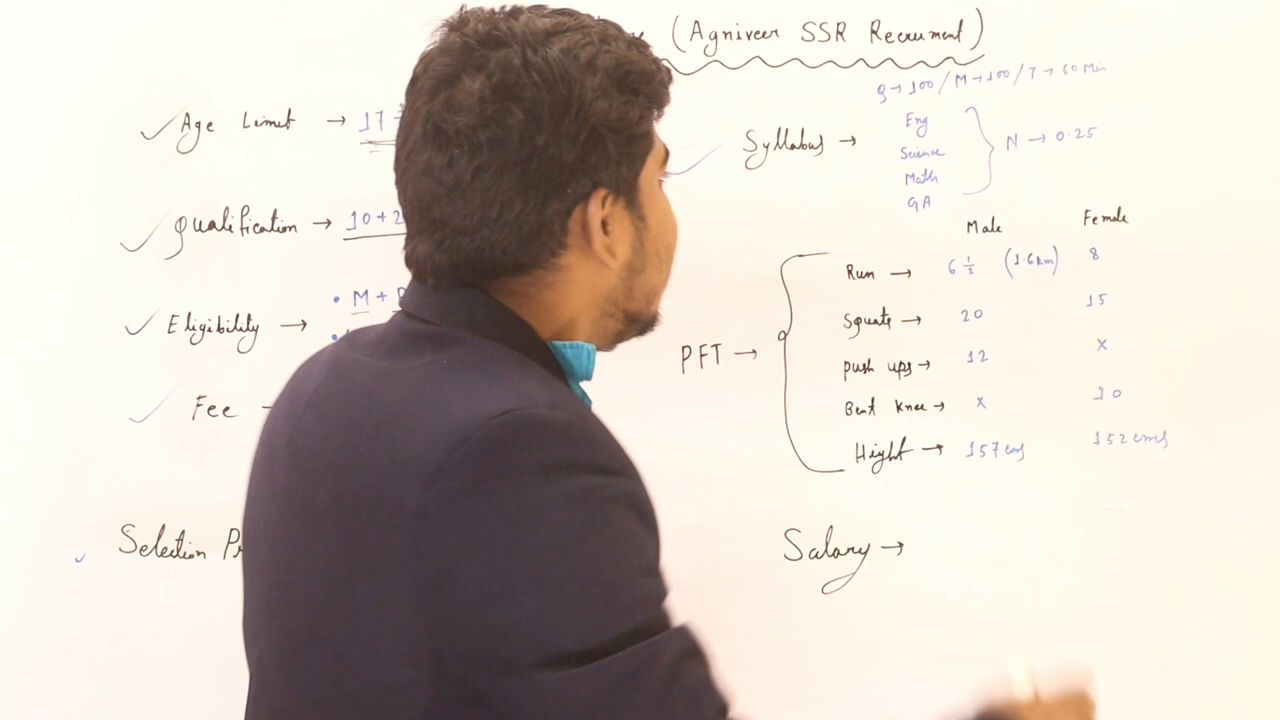 (Agniveer SSR Recrument)
✓ Age Limit → 17
✓ Qualification → 10+2
✓ Eligibility → • M +
•
✓ Fee
✓ Selection Pr
✓ Syllabus →
Q → 100 / M → 100 / T → 60 Min
Eng
Science
Math
GA
N → 0.25
Male Female
PFT →
Run → 6 1/2 (1.6 km) 8
Squats → 20 15
Push ups → 12 x
Bent Knee → x 10
Height → 157 cms 152 cms
Salary →